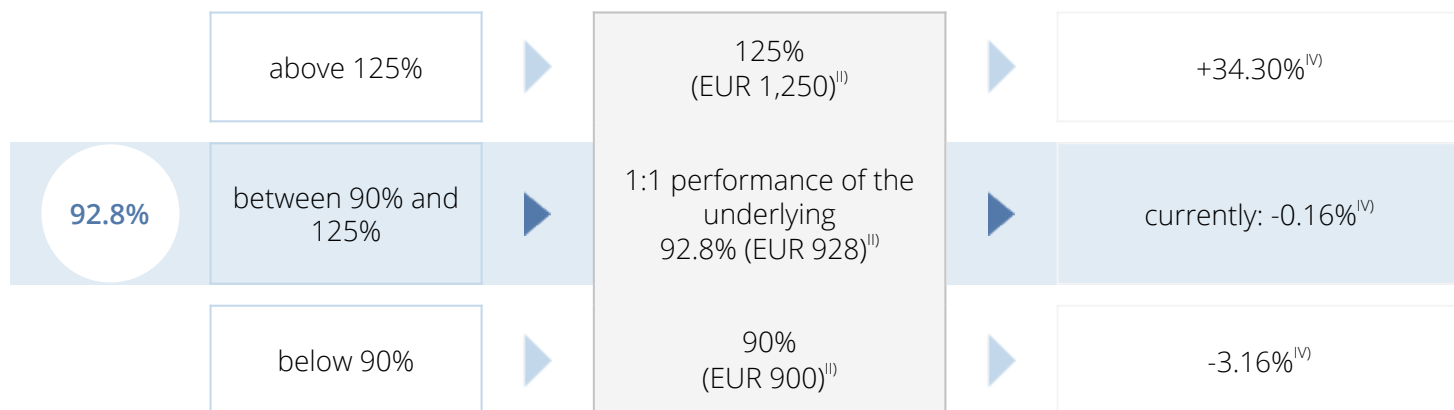 above 125%
125%
(EUR 1,250)II)
+34.30%IV)
92.8%
between 90% and
125%
1:1 performance of the
underlying
92.8% (EUR 928)II)
currently: -0.16%IV)
below 90%
90%
(EUR 900)II)
-3.16%IV)